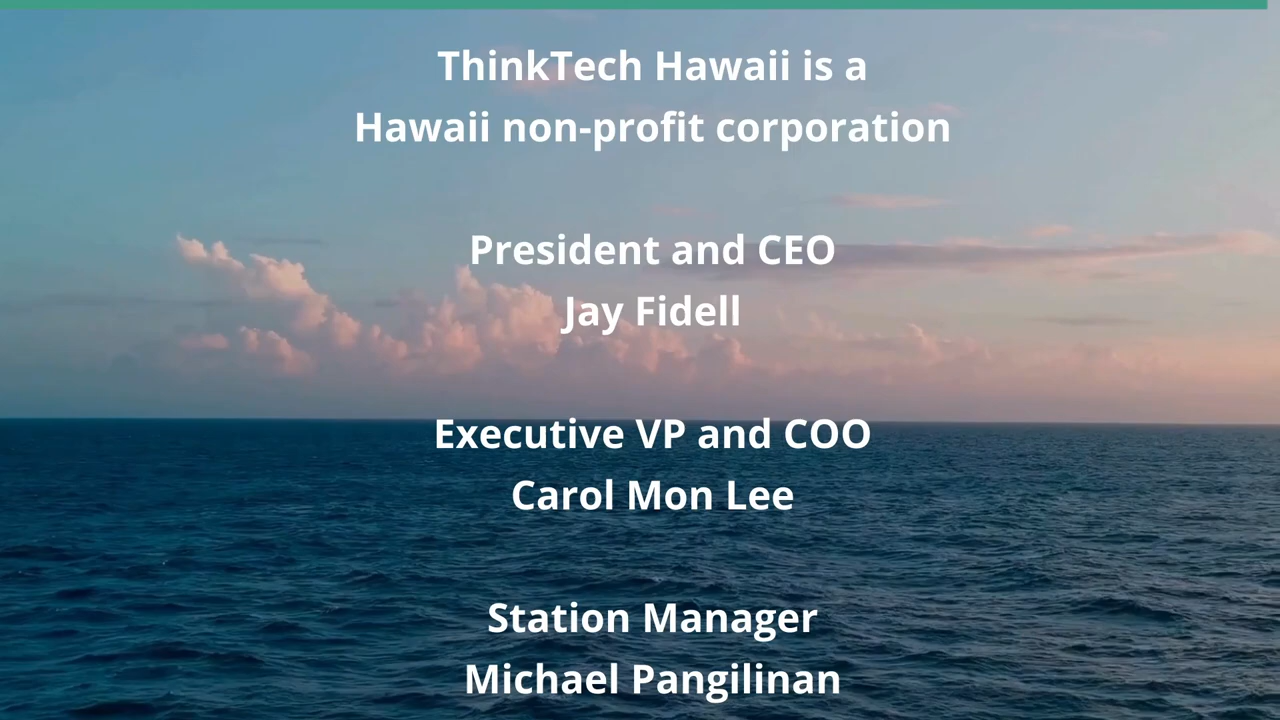 ThinkTech Hawaii is a
Hawaii non-profit corporation
President and CEO
Jay Fidell
Executive VP and COO
Carol Mon Lee
Station Manager
Michael Pangilinan